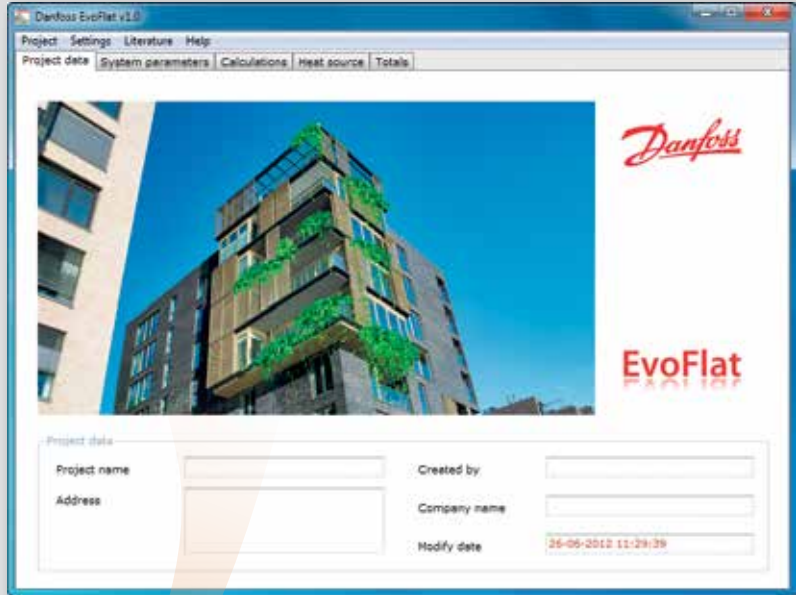 Danfoss EvoFlat v1.0
Project Settings Literature Help
Project data System parameters Calculations Heat source Totals
Danfoss
EvoFlat
Project data
Project name
Created by
Address
Company name
Modify date 26-06-2012 11:29:39